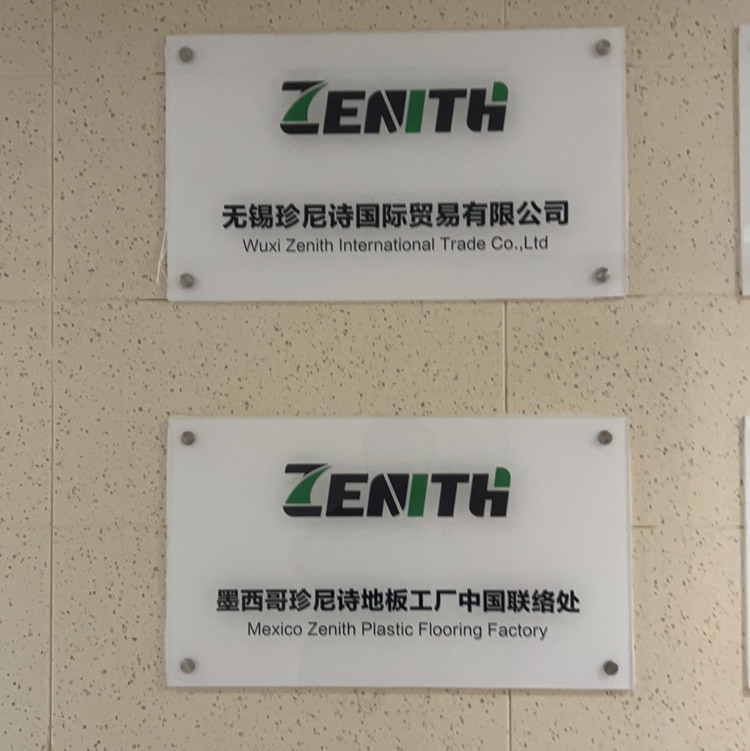 ZENITH
无锡珍尼诗国际贸易有限公司
Wuxi Zenith International Trade Co.,Ltd
ZENITH
墨西哥珍尼诗地板工厂中国联络处
Mexico Zenith Plastic Flooring Factory